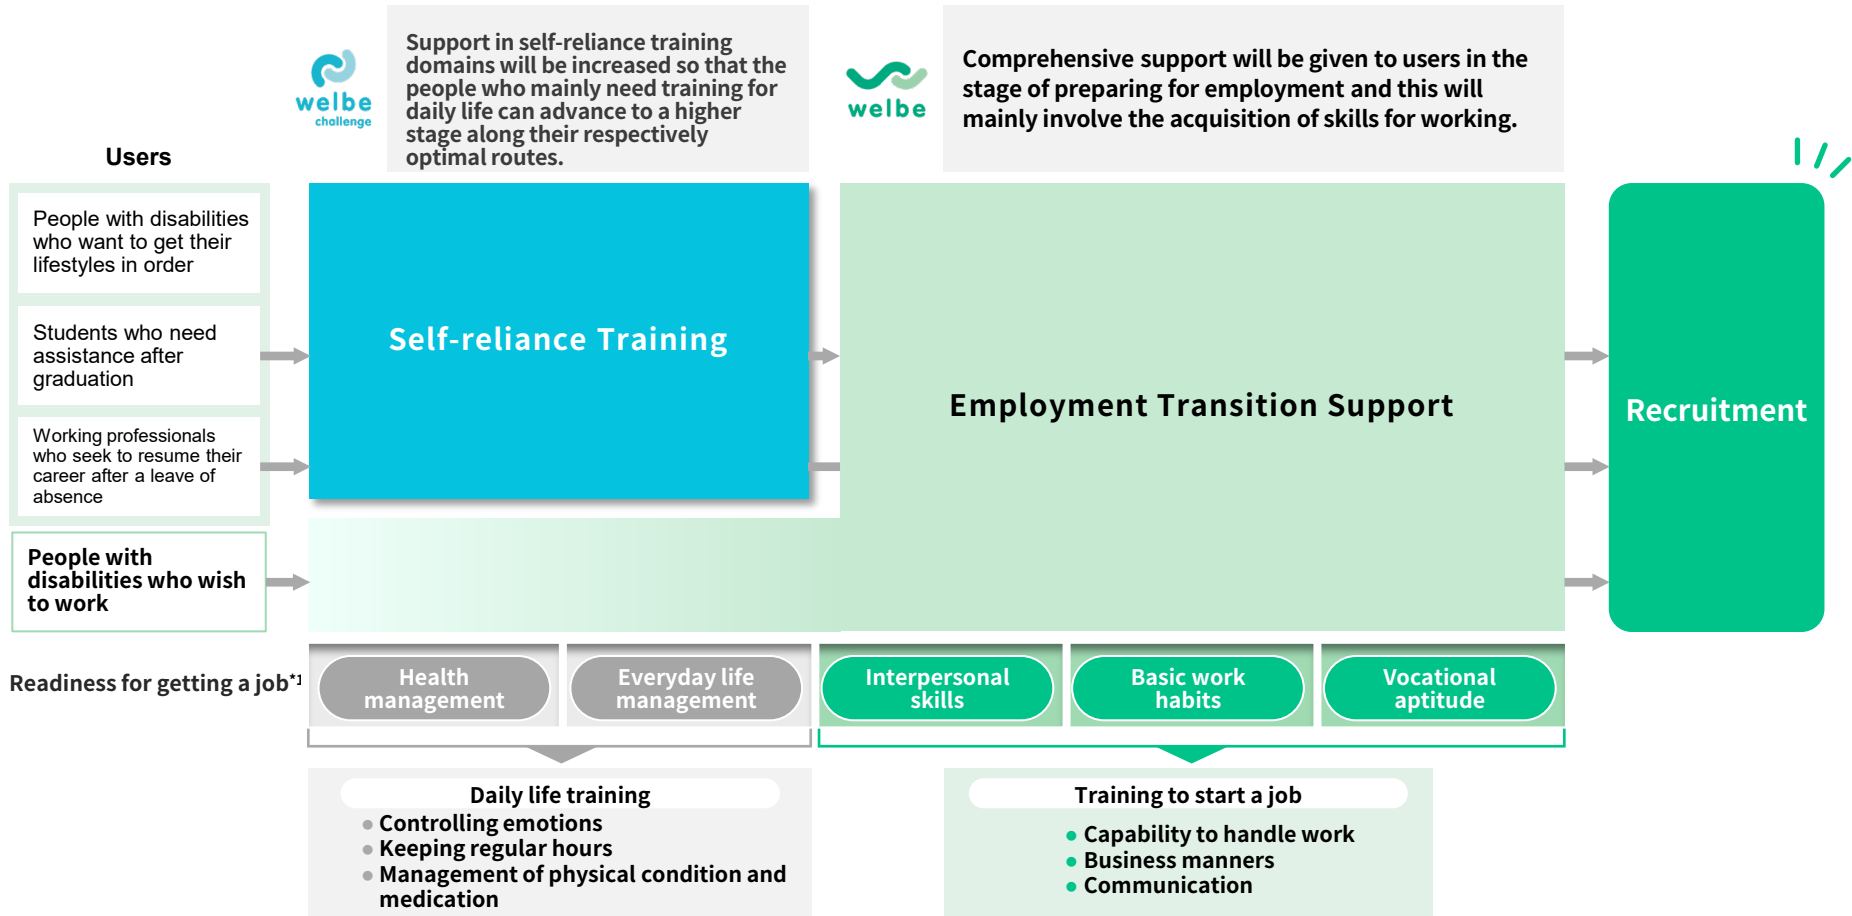 welbe
challenge
Support in self-reliance training
domains will be increased so that the
people who mainly need training for
daily life can advance to a higher
stage along their respectively
optimal routes.
welbe
Comprehensive support will be given to users in the
stage of preparing for employment and this will
mainly involve the acquisition of skills for working.
Users
People with disabilities
who want to get their
lifestyles in order
Students who need
assistance after
graduation
Working professionals
who seek to resume their
career after a leave of
absence
People with
disabilities who wish
to work
Self-reliance Training
Employment Transition Support
Recruitment
Readiness for getting a job*1
Health
management
Everyday life
management
Interpersonal
skills
Basic work
habits
Vocational
aptitude
Daily life training
● Controlling emotions
● Keeping regular hours
● Management of physical condition and
medication
Training to start a job
● Capability to handle work
● Business manners
● Communication